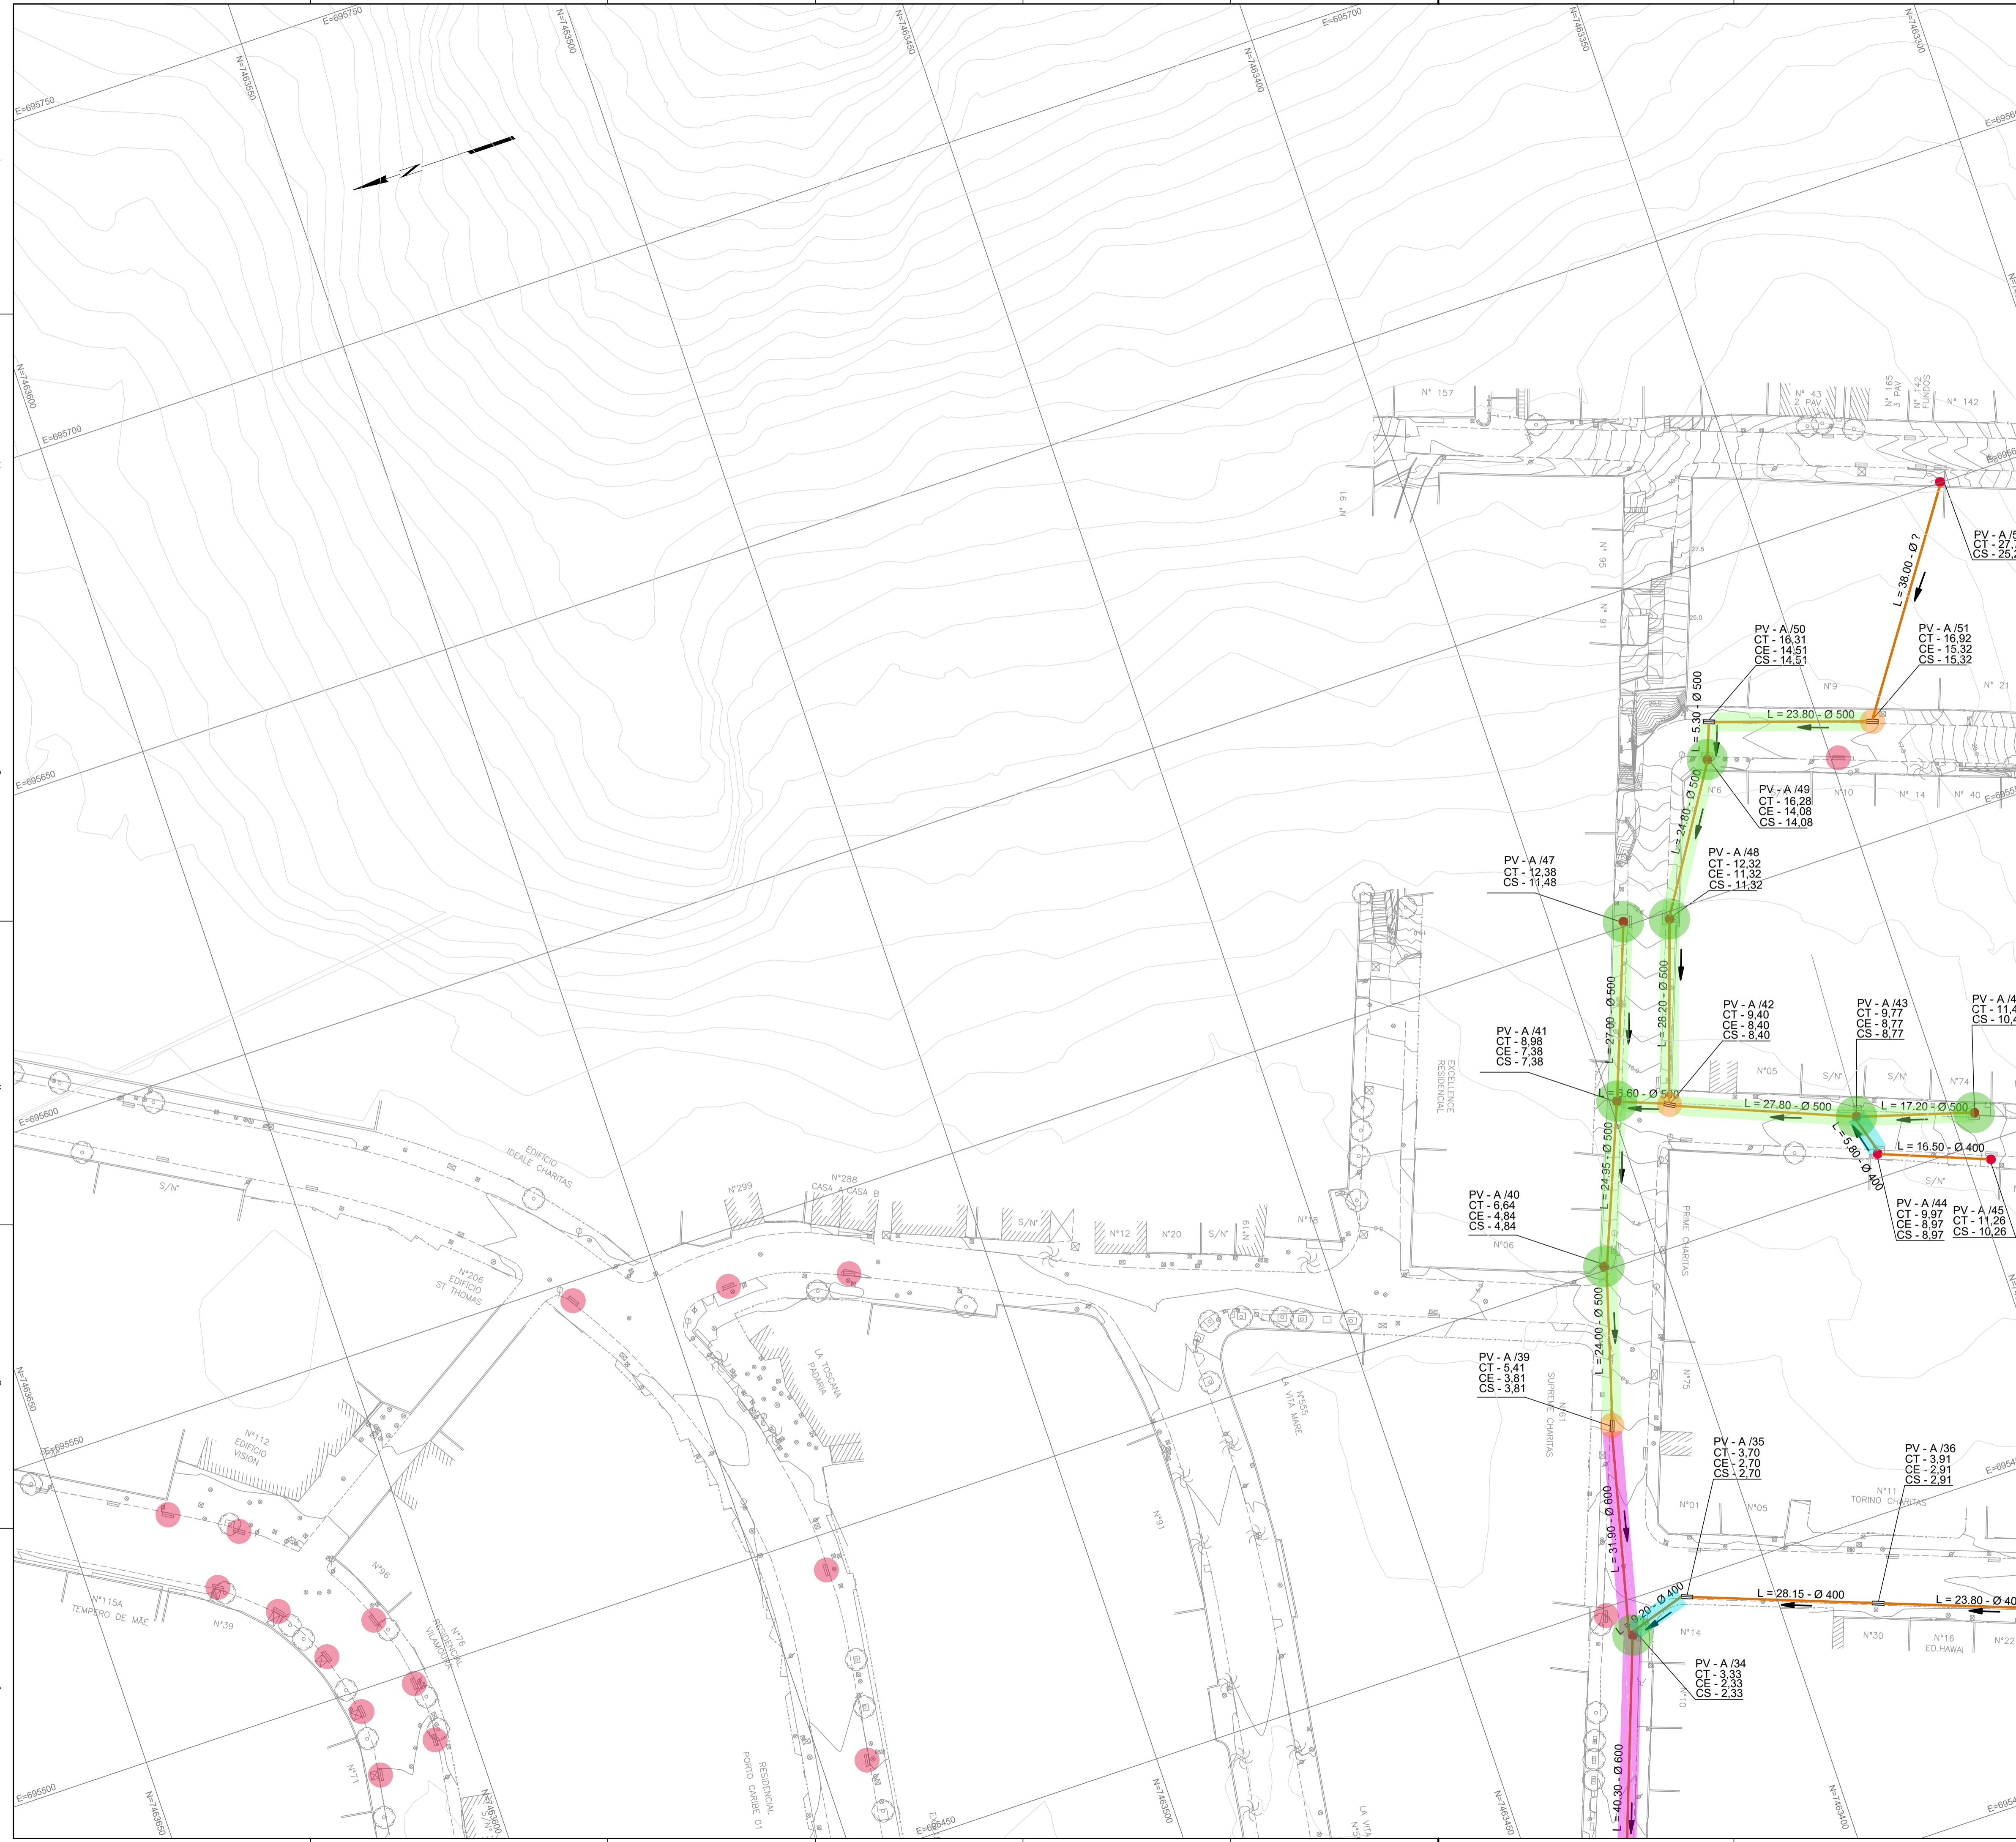 E=695750
E=695700
N=7463550
N=7463500
N=7463450
N=7463400
N=7463350
N=7463300
E=695750
N
N=7463600
E=695700
N° 157
N° 43
2 PAV
N° 165
3 PAV
N° 142
FUNDOS
N° 142
N° 91
N° 95
N° 91
27.5
25.0
L = 38.00 - Ø ?
PV - A /50
CT - 16,31
CE - 14,51
CS - 14,51
PV - A /51
CT - 16,92
CE - 15,32
CS - 15,32
N°9
N° 21
L = 5.30 - Ø 500
L = 23.80 - Ø 500
E=695650
N°6
N°10
N° 14
N° 40
PV - A /49
CT - 16,28
CE - 14,08
CS - 14,08
L = 24.80 - Ø 500
PV - A /47
CT - 12,38
CS - 11,48
PV - A /48
CT - 12,32
CE - 11,32
CS - 11,32
L = 27.00 - Ø 500
L = 28.20 - Ø 500
PV - A /41
CT - 8,98
CE - 7,38
CS - 7,38
PV - A /42
CT - 9,40
CE - 8,40
CS - 8,40
PV - A /43
CT - 9,77
CE - 8,77
CS - 8,77
EXCELLENCE
RESIDENCIAL
N°05
S/N°
S/N°
N°74
L = 27.80 - Ø 500
L = 17.20 - Ø 500
L = 16.50 - Ø 400
L = 5.80 - Ø 400
S/N°
E=695600
EDIFÍCIO
IDEALE CHARITAS
S/N°
N°299
N°288
CASA A CASA B
S/N°
N°12
N°20
S/N°
N°19
N°18
L = 24.95 - Ø 500
PV - A /40
CT - 6,64
CE - 4,84
CS - 4,84
N°06
PRIME CHARITAS
PV - A /44
CT - 9,97
CE - 8,97
CS - 8,97
PV - A /45
CT - 11,26
CS - 10,26
N°206
EDIFÍCIO
ST THOMAS
L = 24.00 - Ø 500
PV - A /39
CT - 5,41
CE - 3,81
CS - 3,81
LA TOSCANA
PADARIA
N°555
LA VITA MARE
N°61
SUPREME CHARITAS
N°75
N=7463650
E=695550
N°112
EDIFÍCIO
VISION
N°91
L = 31.90 - Ø 600
PV - A /35
CT - 3,70
CE - 2,70
CS - 2,70
PV - A /36
CT - 3,91
CE - 2,91
CS - 2,91
N°01
N°05
N°11
TORINO CHARITAS
N°96
N°115A
TEMPERO DE MÃE
N°39
N°76
RESIDENCIAL
VILAMOURA
L = 28.15 - Ø 400
N°14
N°30
N°16
ED.HAWAI
N°22
PV - A /34
CT - 3,33
CE - 2,33
CS - 2,33
N°10
N°71
E=695500
N=7463650
N=7463600
S/N°
RESIDENCIAL
PORTO CARIBE 01
E=695450
N=7463500
N=7463450
L = 40.30 - Ø 600
N=7463400